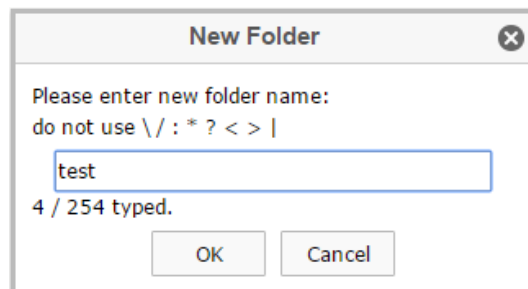 New Folder
Please enter new folder name:
do not use \ / : * ? < > |
test
4 / 254 typed.
OK
Cancel